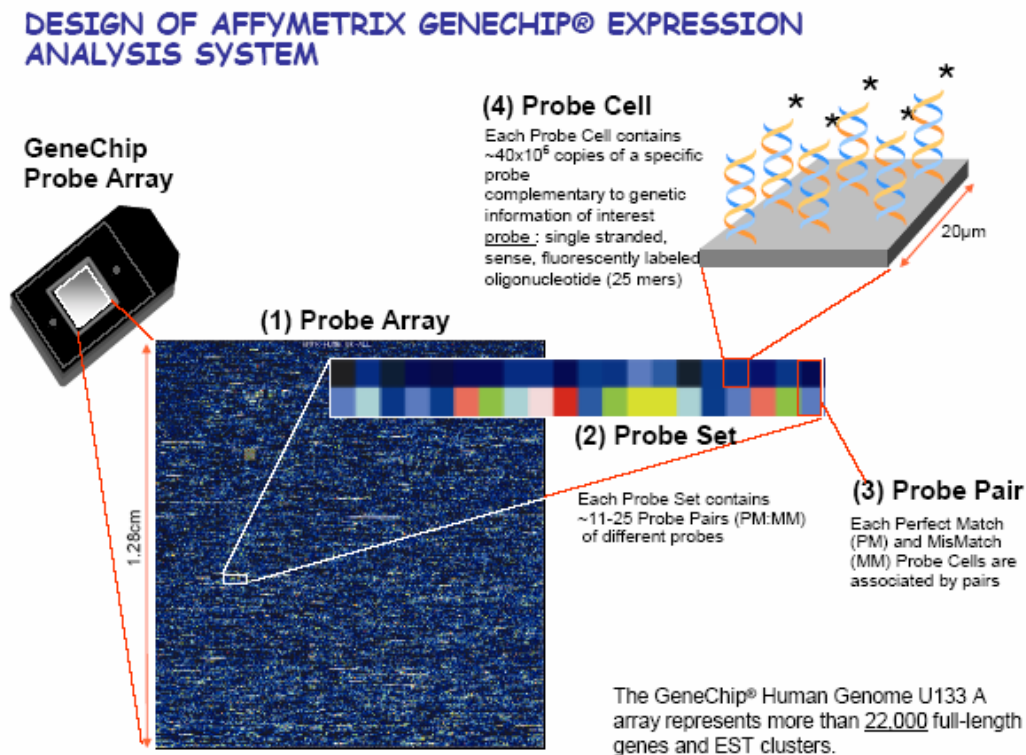 DESIGN OF AFFYMETRIX GENECHIP® EXPRESSION
ANALYSIS SYSTEM
GeneChip
Probe Array
(4) Probe Cell
Each Probe Cell contains
~40x10⁶ copies of a specific
probe
complementary to genetic
information of interest
probe : single stranded,
sense, fluorescently labeled
oligonucleotide (25 mers)
* * * * *
20µm
(1) Probe Array
1.28cm
(2) Probe Set
Each Probe Set contains
~11-25 Probe Pairs (PM:MM)
of different probes
(3) Probe Pair
Each Perfect Match
(PM) and MisMatch
(MM) Probe Cells are
associated by pairs
The GeneChip® Human Genome U133 A
array represents more than 22,000 full-length
genes and EST clusters.